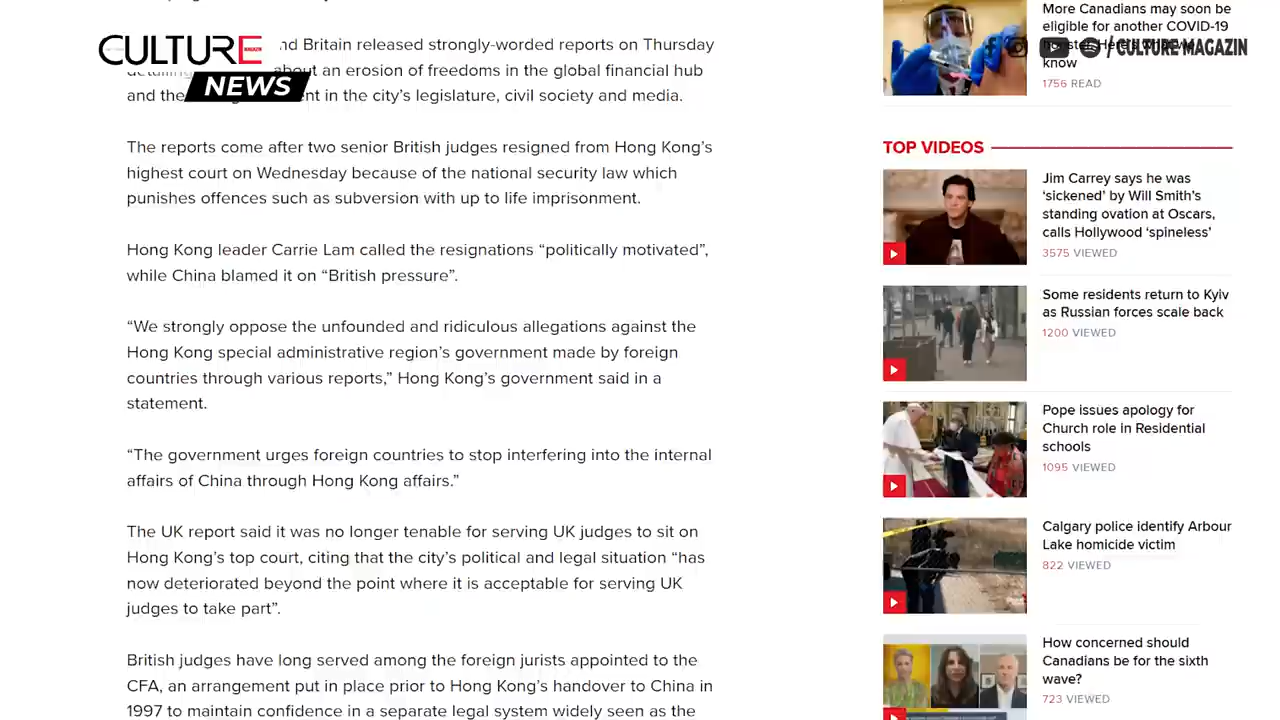 CULTURE
MAGAZIN
NEWS
nd Britain released strongly-worded reports on Thursday
about an erosion of freedoms in the global financial hub
and the nt in the city’s legislature, civil society and media.
The reports come after two senior British judges resigned from Hong Kong’s
highest court on Wednesday because of the national security law which
punishes offences such as subversion with up to life imprisonment.
Hong Kong leader Carrie Lam called the resignations “politically motivated”,
while China blamed it on “British pressure”.
“We strongly oppose the unfounded and ridiculous allegations against the
Hong Kong special administrative region’s government made by foreign
countries through various reports,” Hong Kong’s government said in a
statement.
“The government urges foreign countries to stop interfering into the internal
affairs of China through Hong Kong affairs.”
The UK report said it was no longer tenable for serving UK judges to sit on
Hong Kong’s top court, citing that the city’s political and legal situation “has
now deteriorated beyond the point where it is acceptable for serving UK
judges to take part”.
British judges have long served among the foreign jurists appointed to the
CFA, an arrangement put in place prior to Hong Kong’s handover to China in
1997 to maintain confidence in a separate legal system widely seen as the
More Canadians may soon be
eligible for another COVID-19
know
/ CULTURE MAGAZIN
1756 READ
TOP VIDEOS
Jim Carrey says he was
‘sickened’ by Will Smith’s
standing ovation at Oscars,
calls Hollywood ‘spineless’
3575 VIEWED
Some residents return to Kyiv
as Russian forces scale back
1200 VIEWED
Pope issues apology for
Church role in Residential
schools
1095 VIEWED
Calgary police identify Arbour
Lake homicide victim
822 VIEWED
How concerned should
Canadians be for the sixth
wave?
723 VIEWED